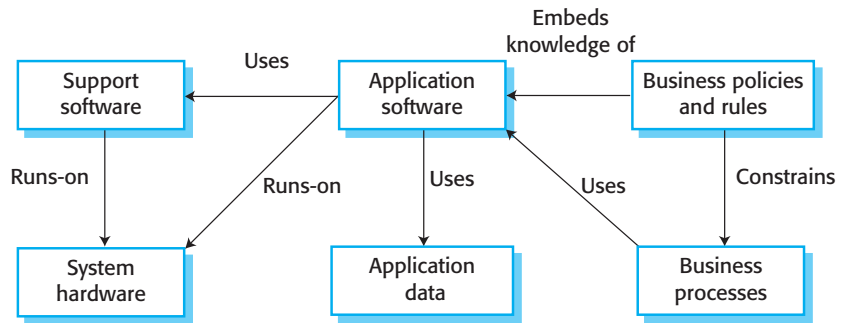 Embeds
knowledge of
Uses
Support
software
Application
software
Business policies
and rules
Runs-on
Runs-on
Uses
Uses
Constrains
System
hardware
Application
data
Business
processes